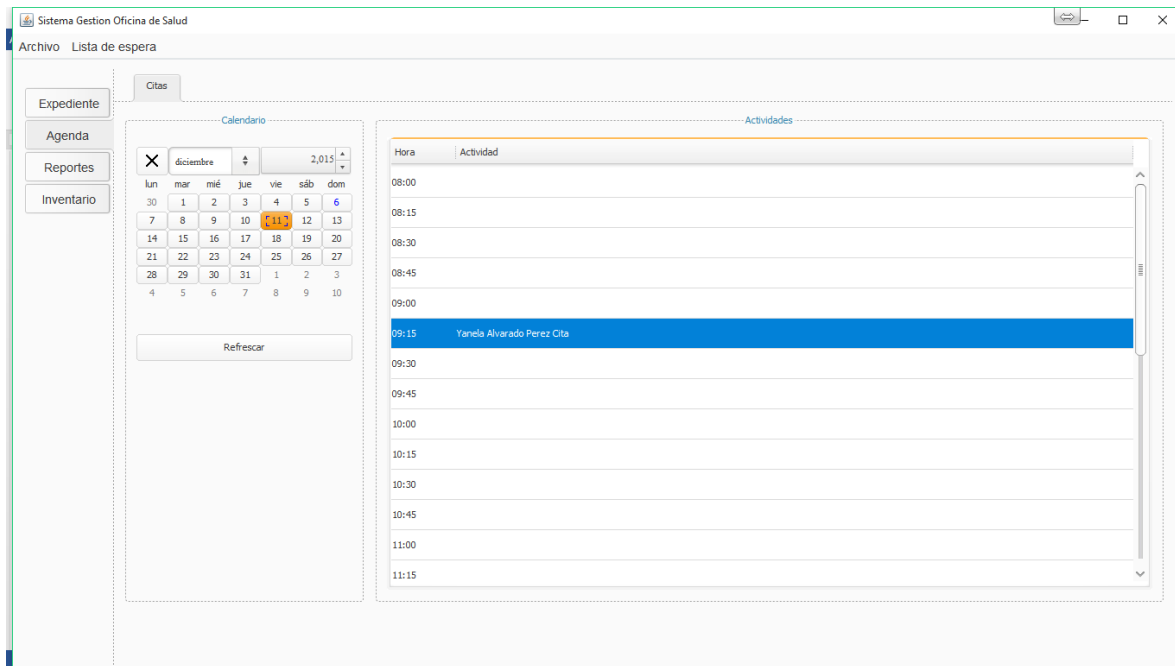 Sistema Gestion Oficina de Salud
Archivo Lista de espera
Expediente
Agenda
Reportes
Inventario
Citas
Calendario
diciembre 2,015
lun mar mié jue vie sáb dom
30 1 2 3 4 5 6
7 8 9 10 11 12 13
14 15 16 17 18 19 20
21 22 23 24 25 26 27
28 29 30 31 1 2 3
4 5 6 7 8 9 10
Refrescar
Actividades
Hora Actividad
08:00
08:15
08:30
08:45
09:00
09:15 Yanela Alvarado Perez Cita
09:30
09:45
10:00
10:15
10:30
10:45
11:00
11:15